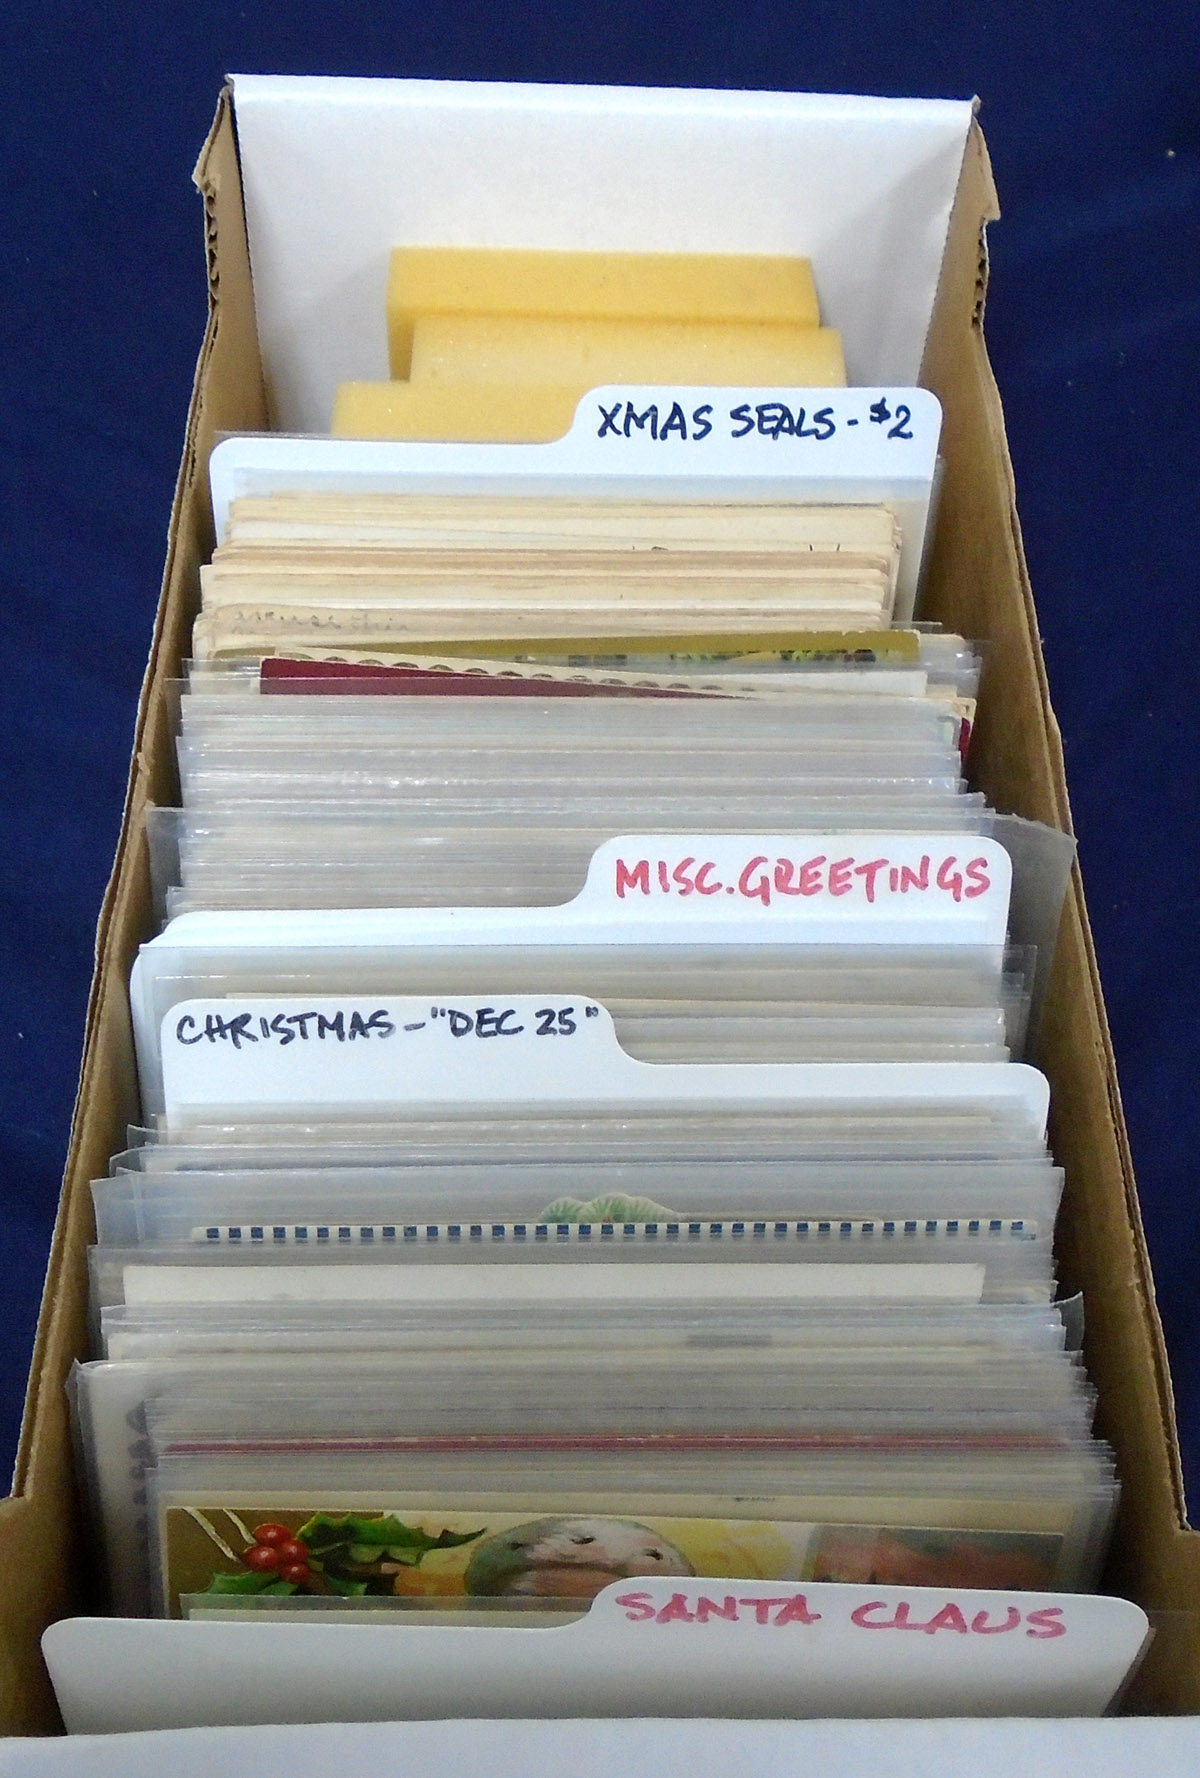 XMAS SEALS - $2
MISC. GREETINGS
CHRISTMAS - "DEC 25"
SANTA CLAUS